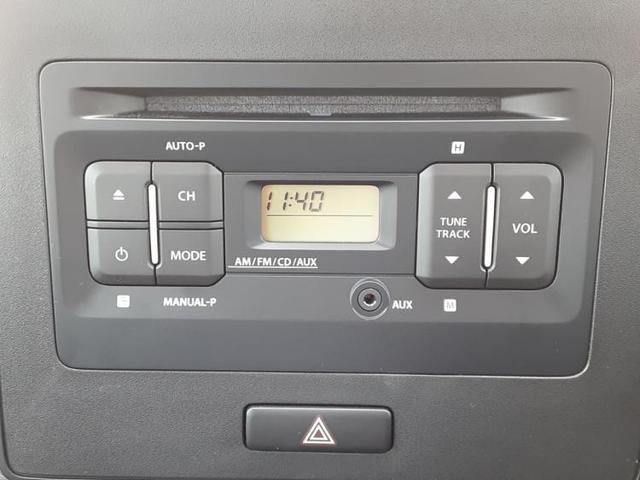 AUTO-P
H
CH
11:40
TUNE
TRACK
VOL
MODE
AM/FM/CD/AUX
MANUAL-P
AUX
M